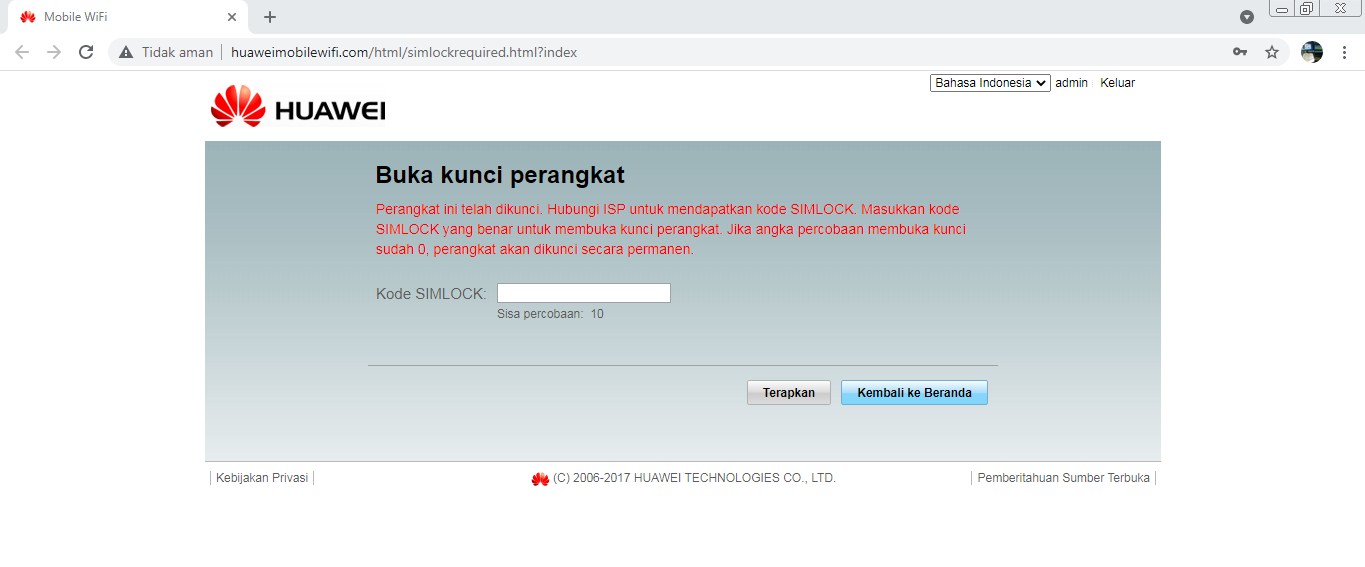 Mobile WiFi
Tidak aman
huaweimobilewifi.com/html/simlockrequired.html?index
Bahasa Indonesia admin Keluar
HUAWEI
Buka kunci perangkat
Perangkat ini telah dikunci. Hubungi ISP untuk mendapatkan kode SIMLOCK. Masukkan kode
SIMLOCK yang benar untuk membuka kunci perangkat. Jika angka percobaan membuka kunci
sudah 0, perangkat akan dikunci secara permanen.
Kode SIMLOCK:
Sisa percobaan: 10
Terapkan Kembali ke Beranda
Kebijakan Privasi (C) 2006-2017 HUAWEI TECHNOLOGIES CO., LTD. Pemberitahuan Sumber Terbuka